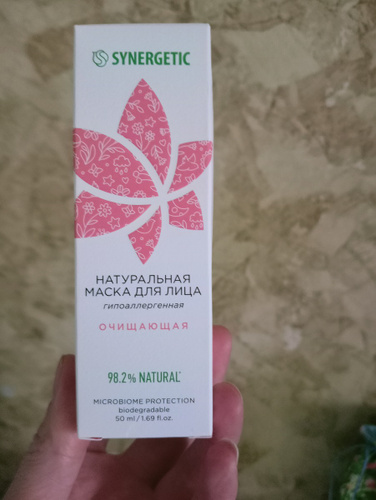 SYNERGETIC
НАТУРАЛЬНАЯ
МАСКА ДЛЯ ЛИЦА
гипоаллергенная
ОЧИЩАЮЩАЯ
98.2% NATURAL*
MICROBIOME PROTECTION
biodegradable
50 ml / 1.69 fl.oz.